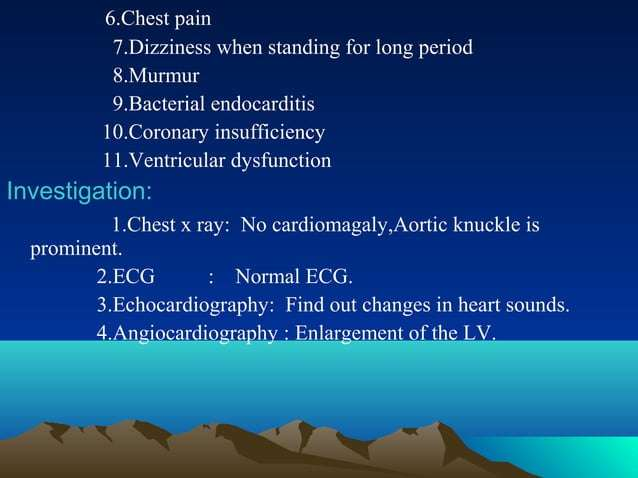 6.Chest pain
7.Dizziness when standing for long period
8.Murmur
9.Bacterial endocarditis
10.Coronary insufficiency
11.Ventricular dysfunction
Investigation:
1.Chest x ray: No cardiomagaly,Aortic knuckle is
prominent.
2.ECG : Normal ECG.
3.Echocardiography: Find out changes in heart sounds.
4.Angiocardiography : Enlargement of the LV.